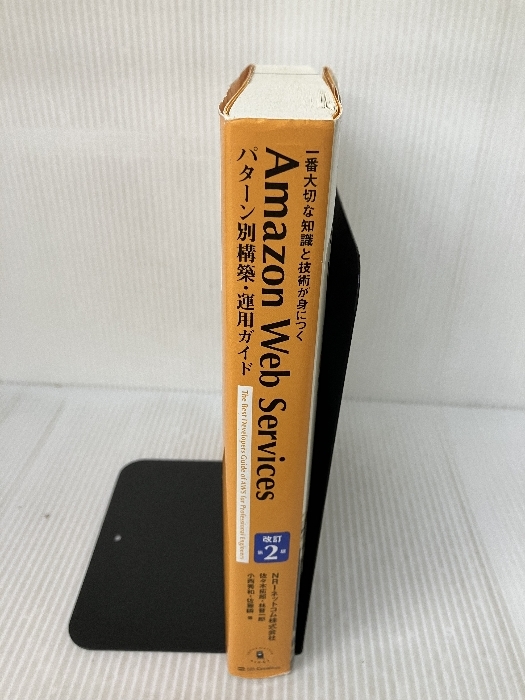 一番大切な知識と技術が身につく
Amazon Web Services
パターン別構築・運用ガイド
The Best Developers Guide of AWS for Professional Engineers
改訂
第2版
NRIネットコム株式会社
佐々木拓郎・林晋一郎
小西秀和・佐藤瞬 著